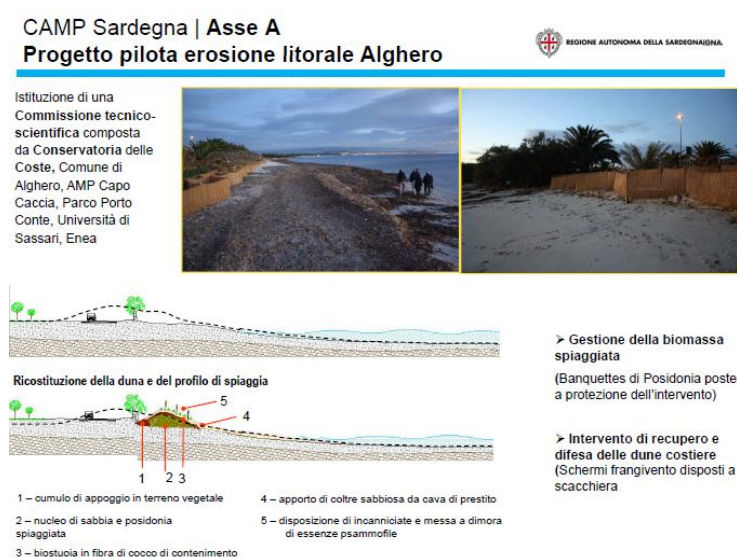 CAMP Sardegna | Asse A
Progetto pilota erosione litorale Alghero
REGIONE AUTONOMA DELLA SARDEGNAIGNA.
Istituzione di una
Commissione tecnico-
scientifica composta
da Conservatoria delle
Coste, Comune di
Alghero, AMP Capo
Caccia, Parco Porto
Conte, Università di
Sassari, Enea
Ricostituzione della duna e del profilo di spiaggia
5
4
1 2 3
1 – cumulo di appoggio in terreno vegetale
2 – nucleo di sabbia e posidonia
spiaggiata
3 – biostuoia in fibra di cocco di contenimento
4 – apporto di coltre sabbiosa da cava di prestito
5 – disposizione di incanniciate e messa a dimora
di essenze psammofile
➢ Gestione della biomassa
spiaggiata
(Banquettes di Posidonia poste
a protezione dell'intervento)
➢ Intervento di recupero e
difesa delle dune costiere
(Schermi frangivento disposti a
scacchiera